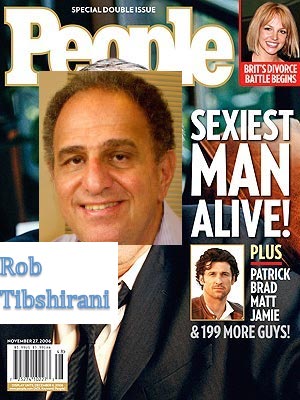 SPECIAL DOUBLE ISSUE
People
BRIT'S DIVORCE
BATTLE BEGINS
SEXIEST
MAN
ALIVE!
PLUS
PATRICK
BRAD
MATT
JAMIE
& 199 MORE GUYS!
Rob
Tibshirani
NOVEMBER 27, 2006